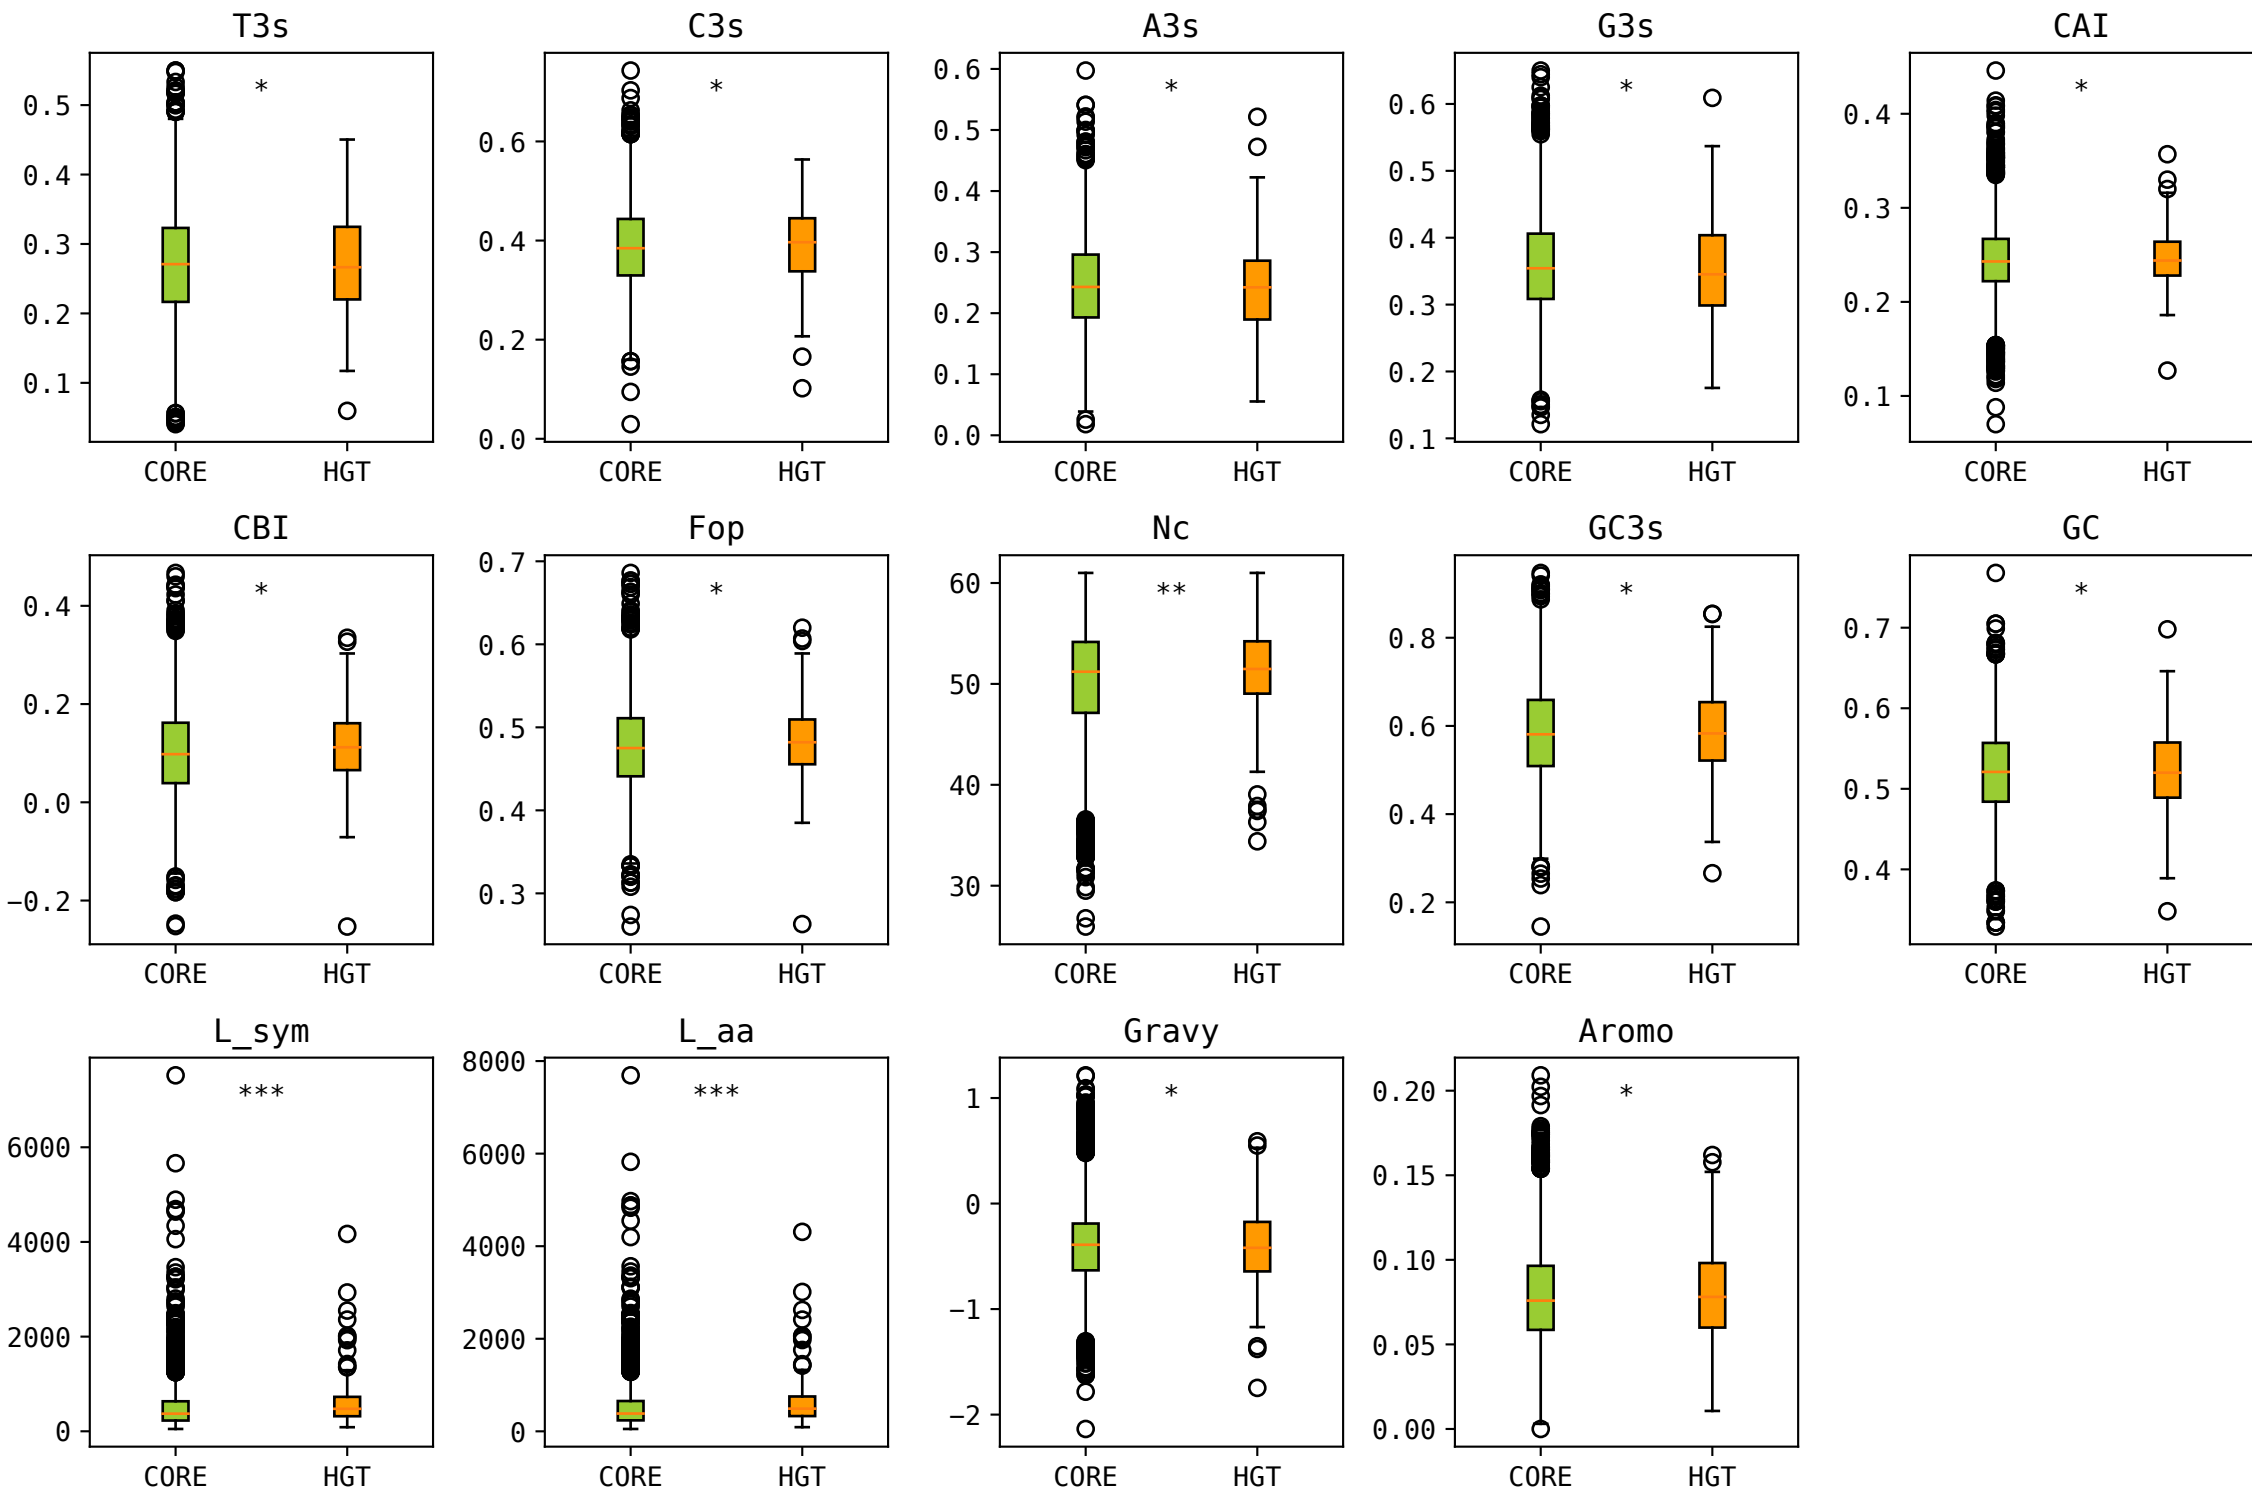 T3s
C3s
A3s
G3s
CAI
0.5
0.4
0.3
0.2
0.1
*
CORE
HGT
0.6
0.4
0.2
0.0
*
CORE
HGT
0.6
0.5
0.4
0.3
0.2
0.1
0.0
*
CORE
HGT
0.6
0.5
0.4
0.3
0.2
0.1
*
CORE
HGT
0.4
0.3
0.2
0.1
*
CORE
HGT
CBI
Fop
Nc
GC3s
GC
0.4
0.2
0.0
−0.2
*
CORE
HGT
0.7
0.6
0.5
0.4
0.3
*
CORE
HGT
60
50
40
30
**
CORE
HGT
0.8
0.6
0.4
0.2
*
CORE
HGT
0.7
0.6
0.5
0.4
*
CORE
HGT
L_sym
L_aa
Gravy
Aromo
6000
4000
2000
0
***
CORE
HGT
8000
6000
4000
2000
0
***
CORE
HGT
1
0
−1
−2
*
CORE
HGT
0.20
0.15
0.10
0.05
0.00
*
CORE
HGT